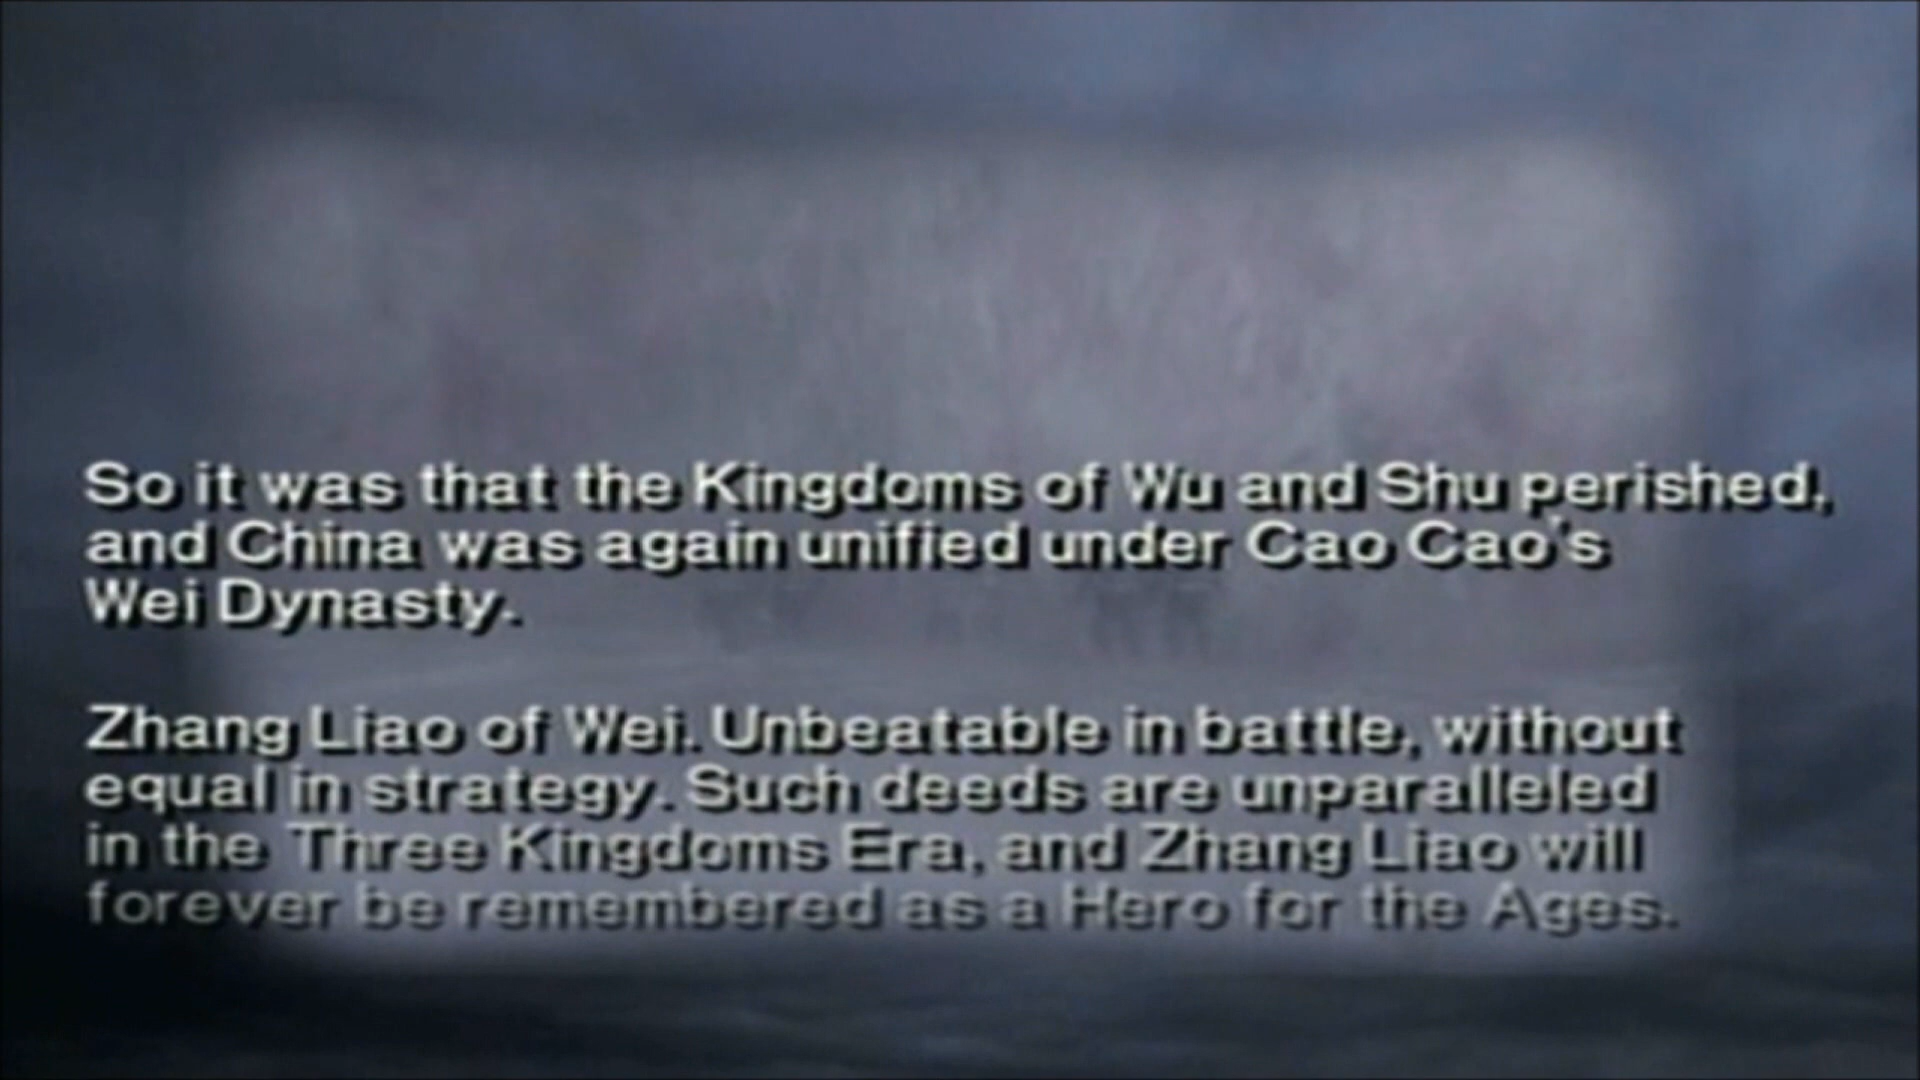 So it was that the Kingdoms of Wu and Shu perished,
and China was again unified under Cao Cao's
Wei Dynasty.
Zhang Liao of Wei. Unbeatable in battle, without
equal in strategy. Such deeds are unparalleled
in the Three Kingdoms Era, and Zhang Liao will
forever be remembered as a Hero for the Ages.